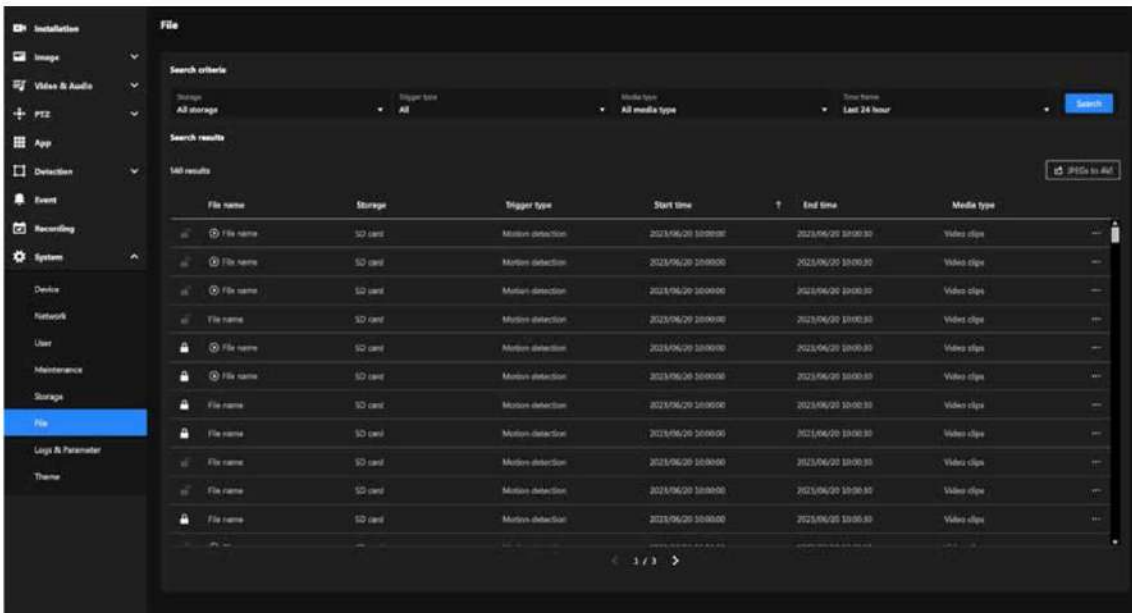 Installation
Image
Video & Audio
PTZ
App
Detection
Event
Recording
System
Device
Network
User
Maintenance
Storage
File
Logs & Parameter
Theme
File
Search criteria
Storage Trigger type Media type Time frame
All storage All All media type Last 24 hour Search
Search results
results JPEGs to AVI
File name Storage Trigger type Start time End time Media type
File name SD card Motion detection 2023/06/20 10:00:00 2023/06/20 10:00:30 Video clips
File name SD card Motion detection 2023/06/20 10:00:00 2023/06/20 10:00:30 Video clips
File name SD card Motion detection 2023/06/20 10:00:00 2023/06/20 10:00:30 Video clips
File name SD card Motion detection 2023/06/20 10:00:00 2023/06/20 10:00:30 Video clips
File name SD card Motion detection 2023/06/20 10:00:00 2023/06/20 10:00:30 Video clips
File name SD card Motion detection 2023/06/20 10:00:00 2023/06/20 10:00:30 Video clips
File name SD card Motion detection 2023/06/20 10:00:00 2023/06/20 10:00:30 Video clips
File name SD card Motion detection 2023/06/20 10:00:00 2023/06/20 10:00:30 Video clips
File name SD card Motion detection 2023/06/20 10:00:00 2023/06/20 10:00:30 Video clips
File name SD card Motion detection 2023/06/20 10:00:00 2023/06/20 10:00:30 Video clips
File name SD card Motion detection 2023/06/20 10:00:00 2023/06/20 10:00:30 Video clips
1 / 3